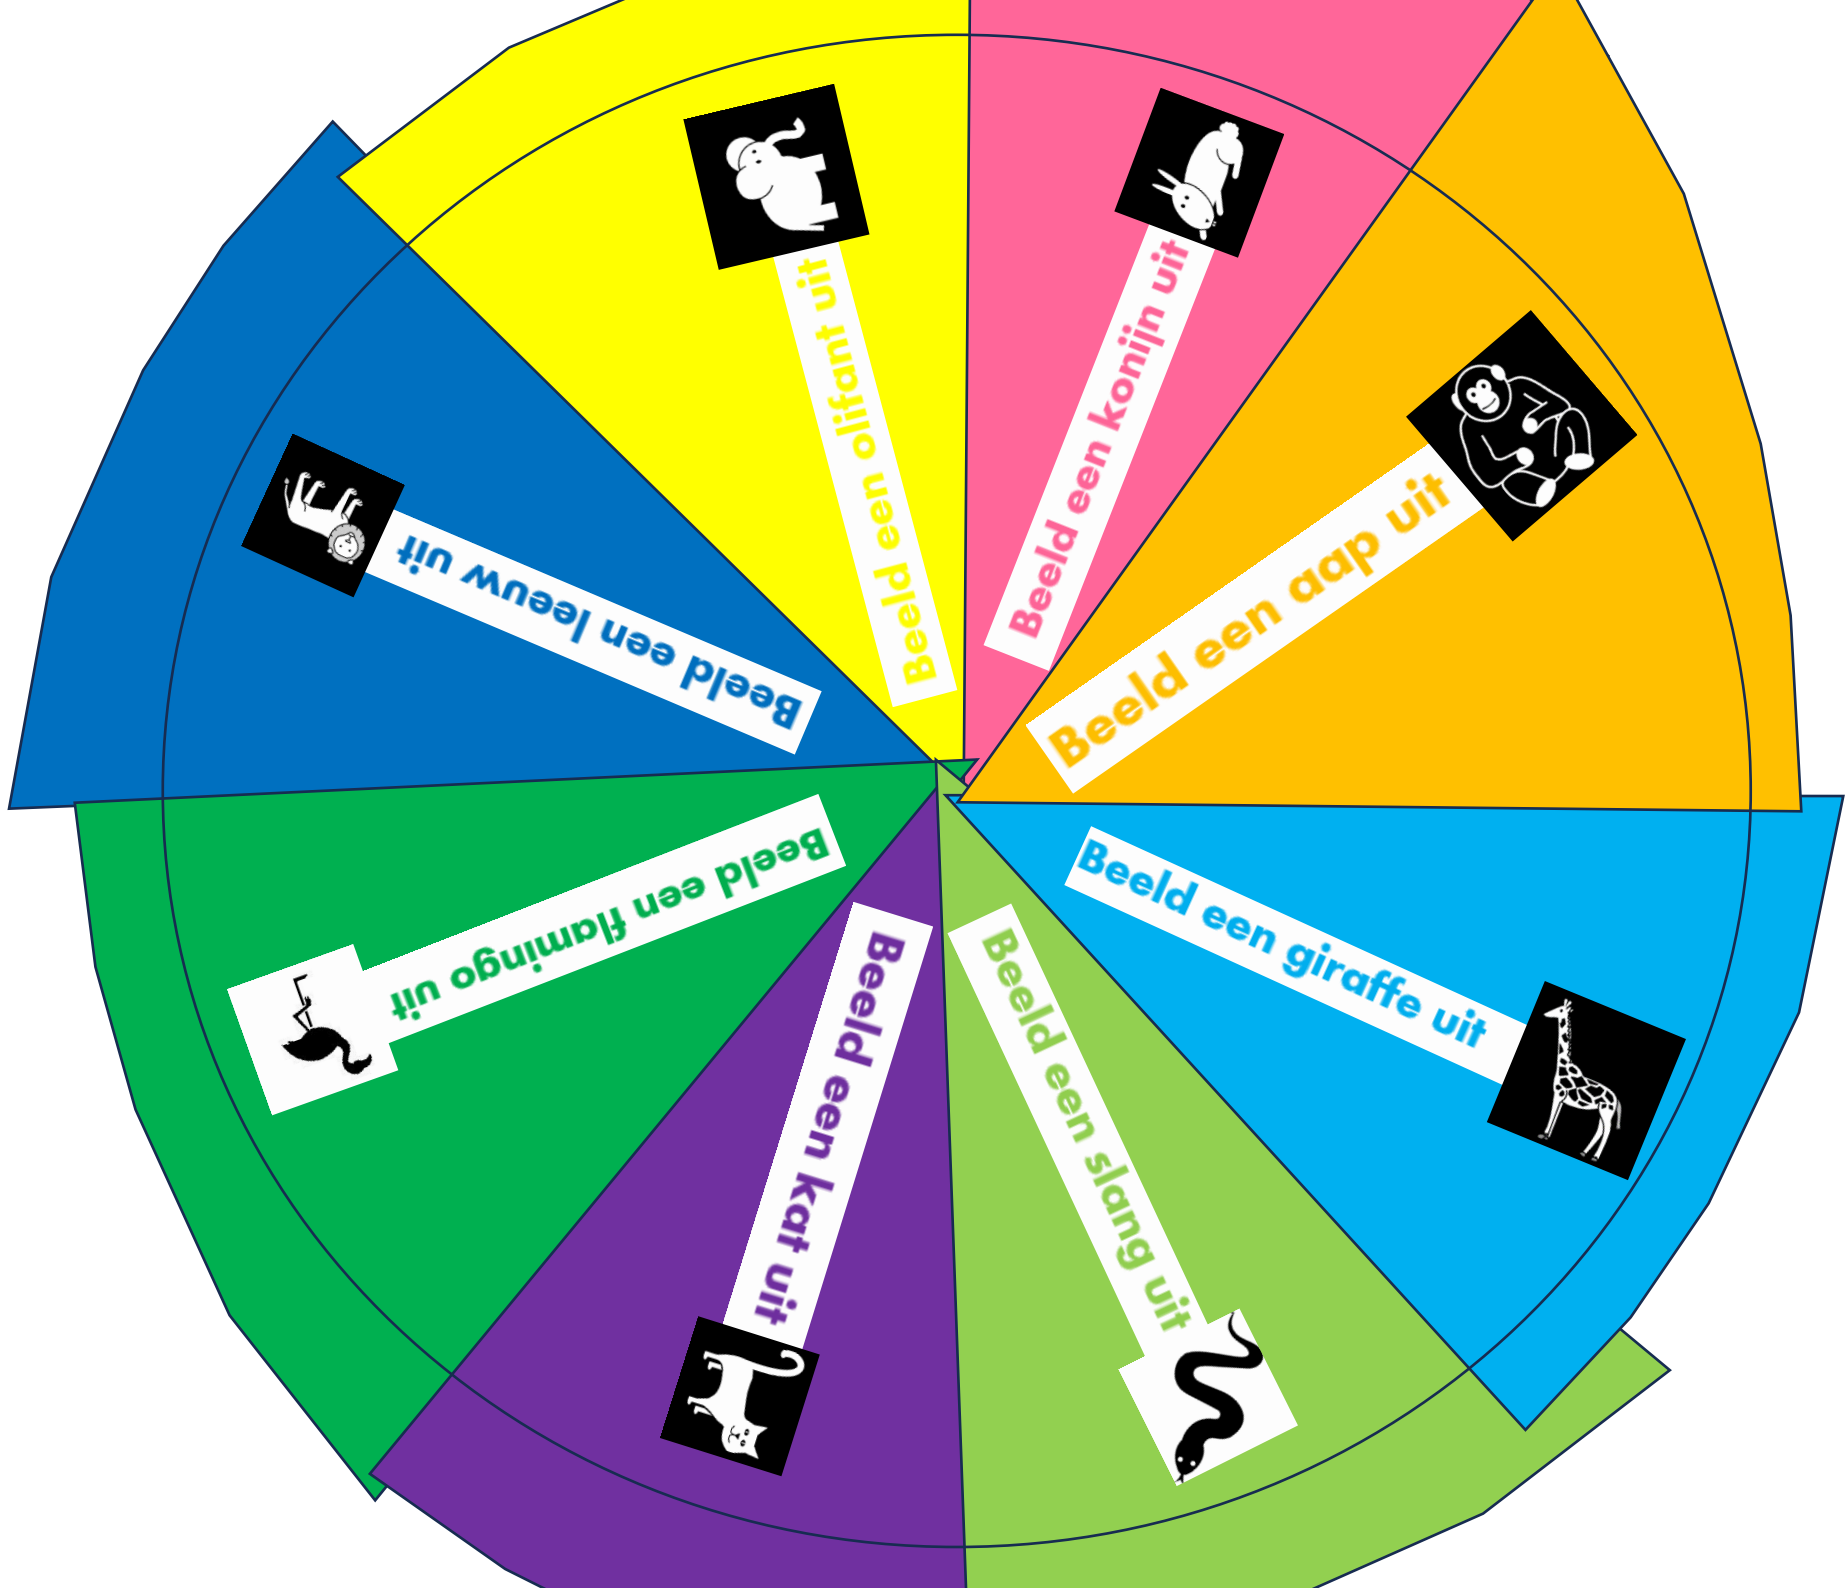 Beeld een konijn uit
Beeld een aap uit
Beeld een giraffe uit
Beeld een slang uit
Beeld een kat uit
Beeld een flamingo uit
Beeld een leeuw uit
Beeld een olifant uit